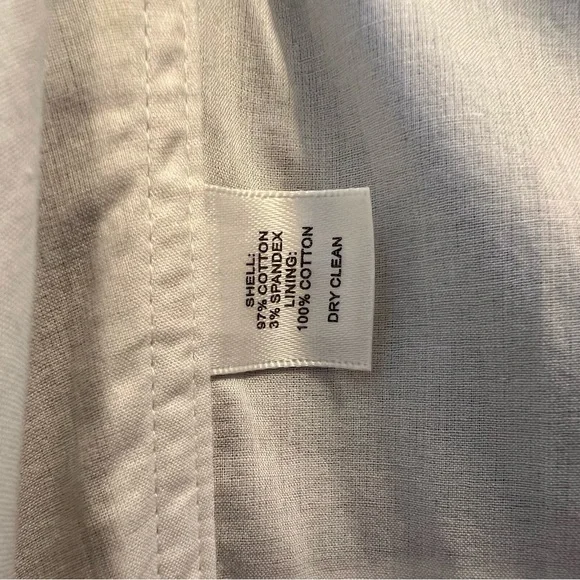 SHELL:
97% COTTON
3% SPANDEX
LINING:
100% COTTON
DRY CLEAN